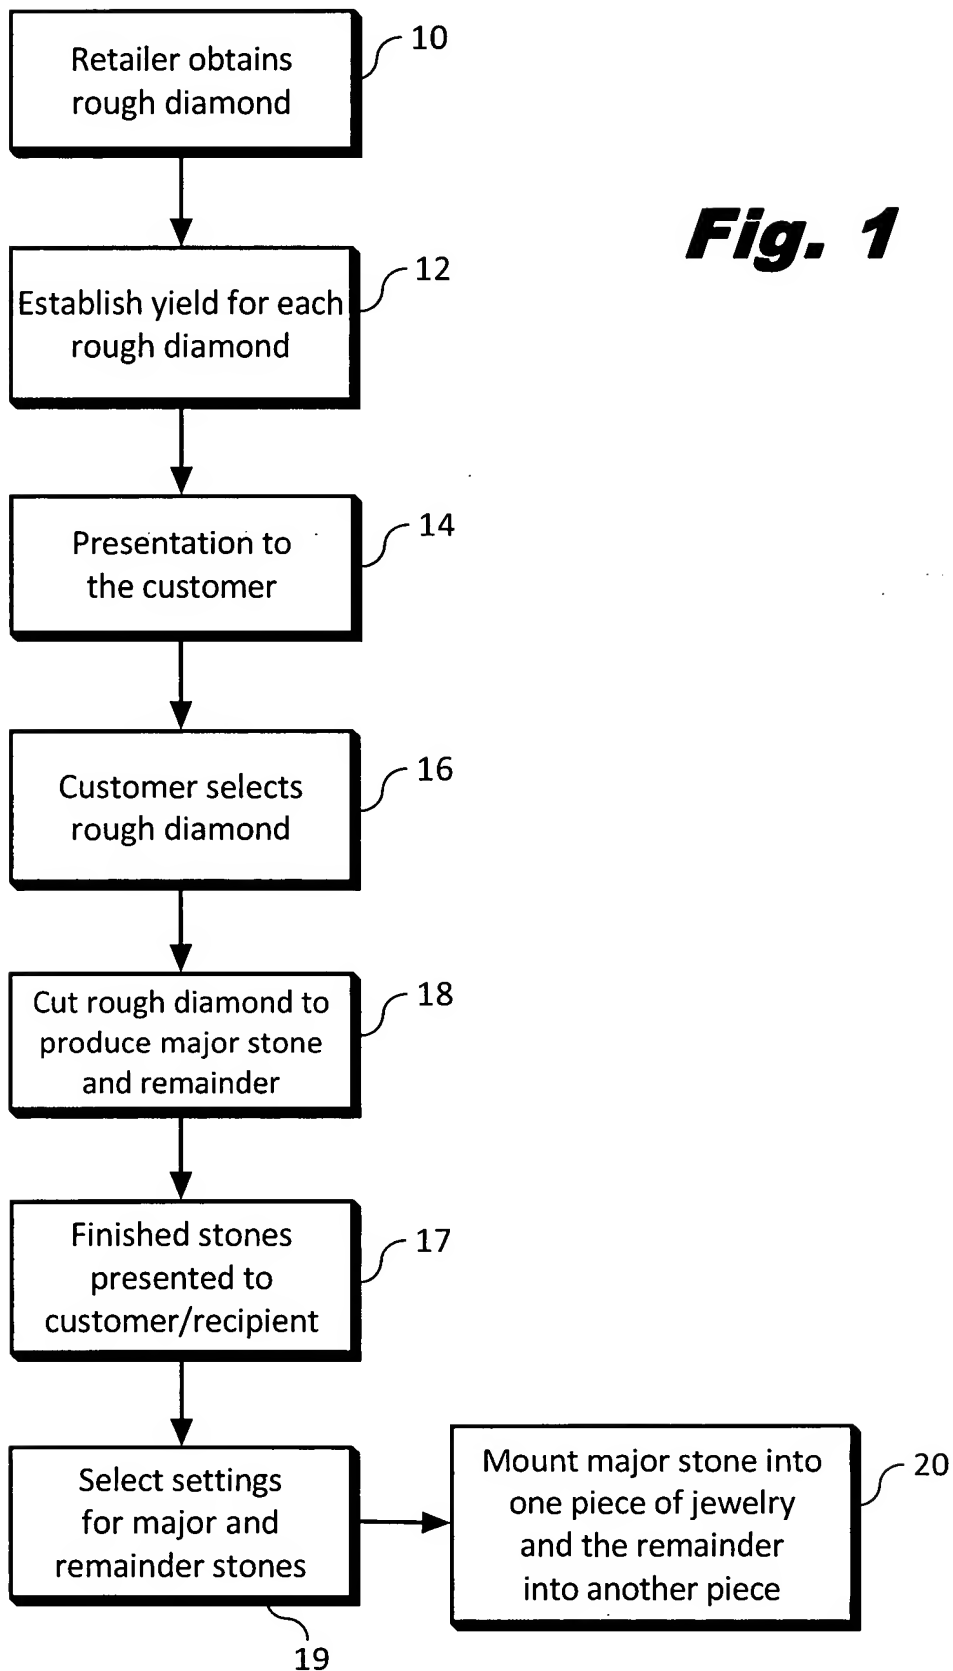 Retailer obtains
rough diamond
10
Fig. 1
Establish yield for each
rough diamond
12
Presentation to
the customer
14
Customer selects
rough diamond
16
Cut rough diamond to
produce major stone
and remainder
18
Finished stones
presented to
customer/recipient
17
Select settings
for major and
remainder stones
19
Mount major stone into
one piece of jewelry
and the remainder
into another piece
20